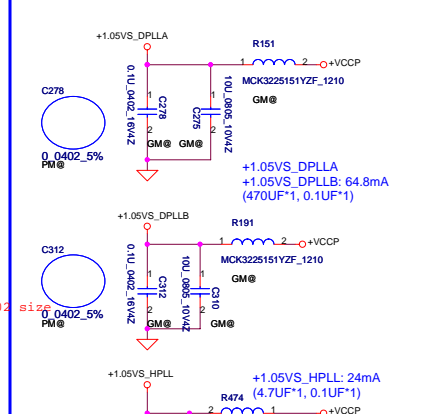 +1.05VS_DPLLA
R151
1 2 +VCCP
MCK3225151YZF_1210
GM@
C278
0_0402_5%
PM@
0.1U_0402_16V4Z
1
2
C278
GM@
10U_0805_10V4Z
1
2
C275
GM@
+1.05VS_DPLLA
+1.05VS_DPLLB: 64.8mA
(470UF*1, 0.1UF*1)
+1.05VS_DPLLB
R191
1 2 +VCCP
MCK3225151YZF_1210
GM@
C312
0_0402_5%
PM@
0.1U_0402_16V4Z
1
2
C312
GM@
10U_0805_10V4Z
1
2
C310
GM@
02 size
+1.05VS_HPLL
+1.05VS_HPLL: 24mA
(4.7UF*1, 0.1UF*1)
R474
2 1 +VCCP